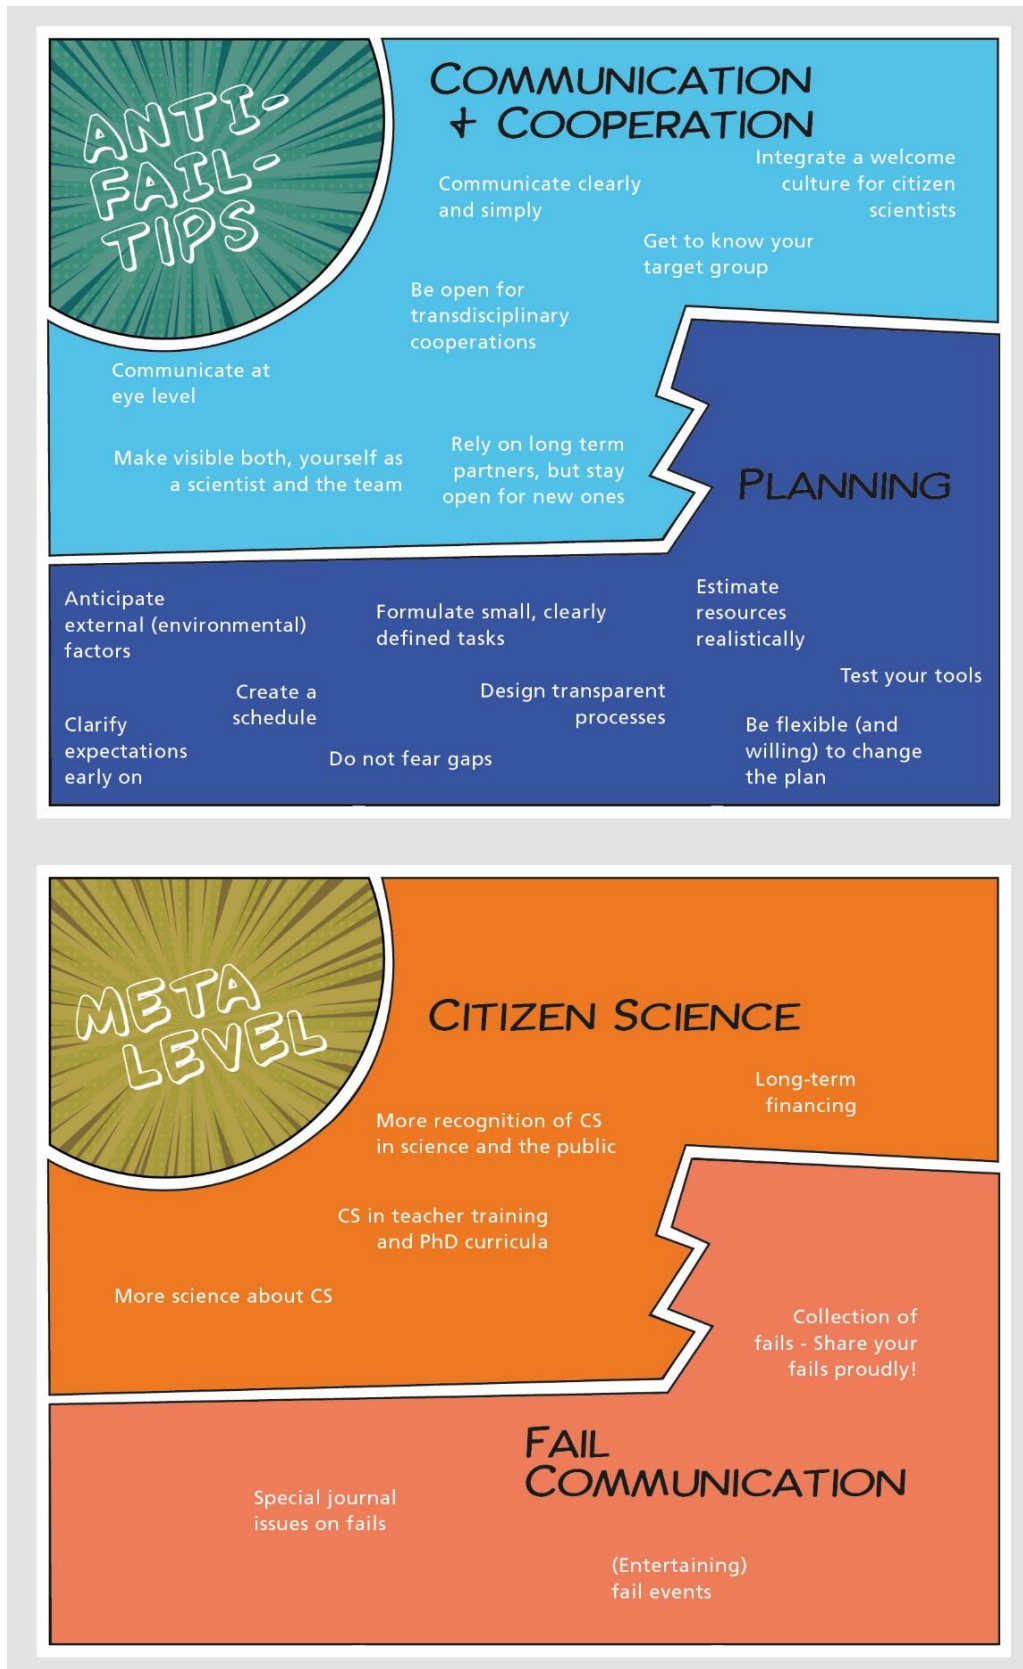 ANTI-
FAIL-
TIPS
COMMUNICATION
+ COOPERATION
Integrate a welcome
culture for citizen
scientists
Communicate clearly
and simply
Get to know your
target group
Be open for
transdisciplinary
cooperations
Communicate at
eye level
Make visible both, yourself as
a scientist and the team
Rely on long term
partners, but stay
open for new ones
PLANNING
Anticipate
external (environmental)
factors
Formulate small, clearly
defined tasks
Estimate
resources
realistically
Test your tools
Create a
schedule
Design transparent
processes
Clarify
expectations
early on
Do not fear gaps
Be flexible (and
willing) to change
the plan
META
LEVEL
CITIZEN SCIENCE
Long-term
financing
More recognition of CS
in science and the public
CS in teacher training
and PhD curricula
More science about CS
Collection of
fails - Share your
fails proudly!
FAIL
COMMUNICATION
Special journal
issues on fails
(Entertaining)
fail events